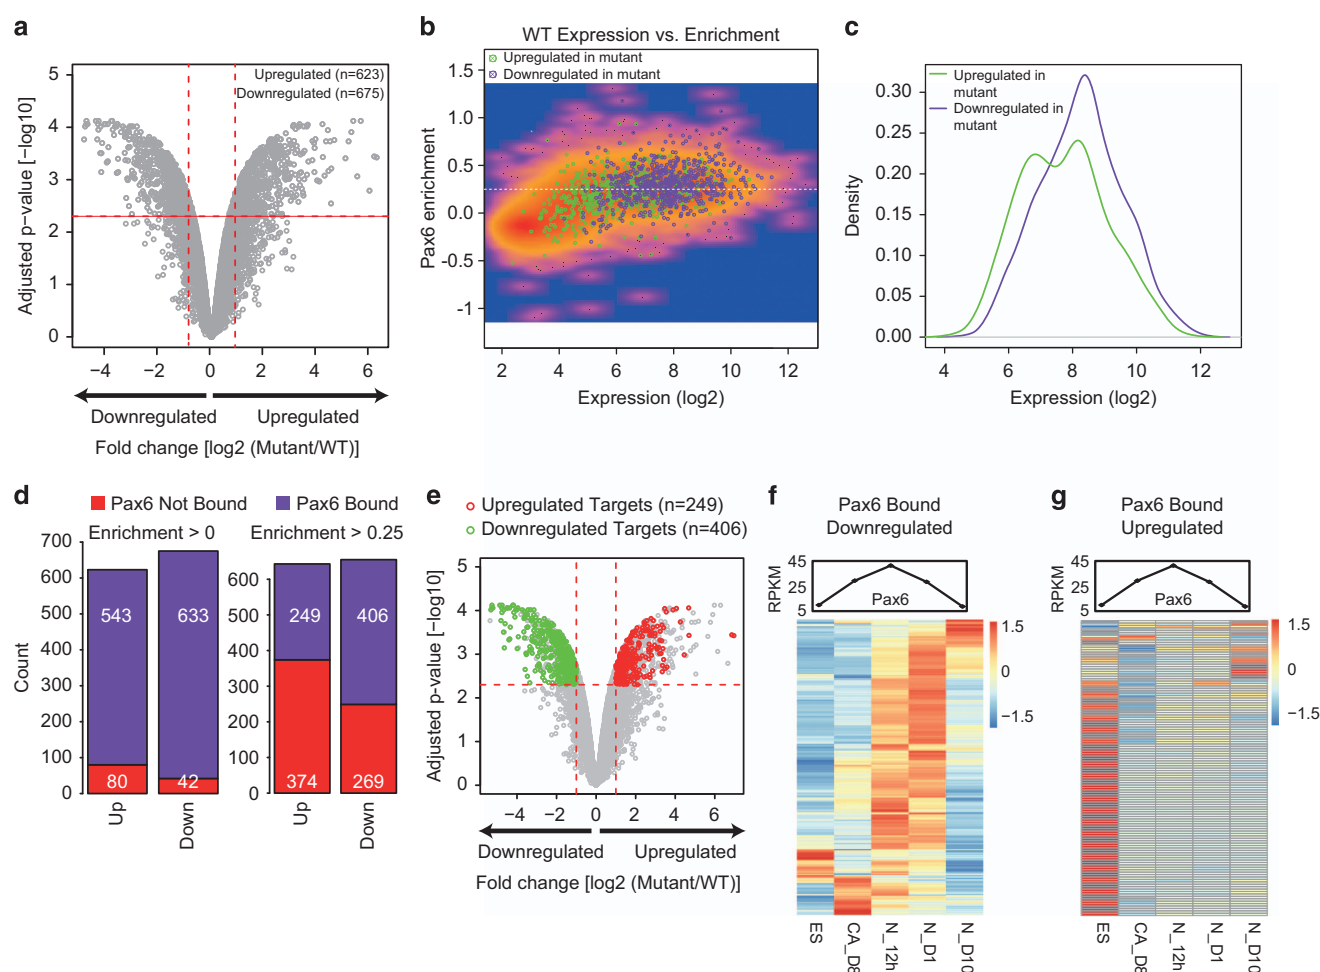 a
Upregulated (n=623)
Downregulated (n=675)
5
4
3
2
1
0
Adjusted p-value [−log10]
−4
−2
0
2
4
6
Downregulated
Upregulated
Fold change [log2 (Mutant/WT)]
b
WT Expression vs. Enrichment
Upregulated in mutant
Downregulated in mutant
1.5
1.0
0.5
0.0
-0.5
-1
Pax6 enrichment
2
4
6
8
10
12
Expression (log2)
c
Upregulated in
mutant
Downregulated in
mutant
0.30
0.25
0.20
0.15
0.10
0.05
0.00
Density
4
6
8
10
12
Expression (log2)
d
Pax6 Not Bound
Pax6 Bound
Enrichment > 0
Enrichment > 0.25
700
600
500
400
300
200
100
0
Count
543
633
80
42
Up
Down
600
500
400
300
200
100
0
249
406
374
269
Up
Down
e
Upregulated Targets (n=249)
Downregulated Targets (n=406)
5
4
3
2
1
0
Adjusted p-value [−log10]
−4
−2
0
2
4
6
Downregulated
Upregulated
Fold change [log2 (Mutant/WT)]
f
Pax6 Bound
Downregulated
45
25
5
RPKM
Pax6
1.5
0
−1.5
ES
CA_D8
N_12h
N_D1
N_D10
g
Pax6 Bound
Upregulated
45
25
5
RPKM
Pax6
1.5
0
−1.5
ES
CA_D8
N_12h
N_D1
N_D10